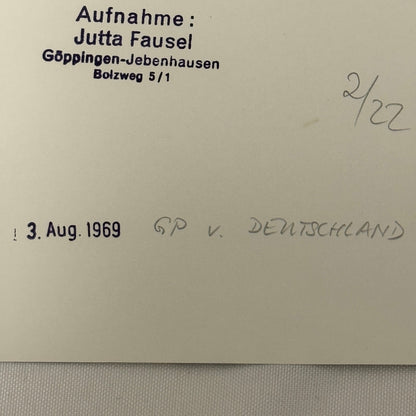 Aufnahme:
Jutta Fausel
Göppingen-Jebenhausen
Bolzweg 5/1
2/22
3. Aug. 1969 GP v. DEUTSCHLAND